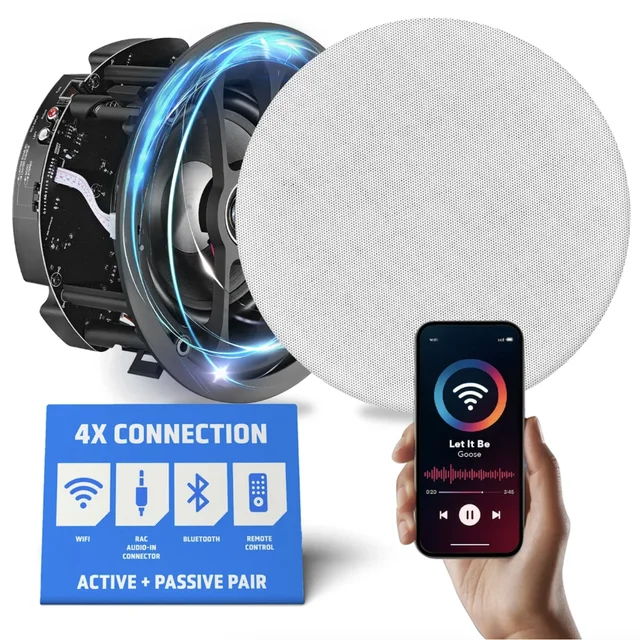 WiFi
Let It Be
Goose
0:20 3:45
4X CONNECTION
WIFI
RAC
AUDIO-IN
CONNECTOR
BLUETOOTH
REMOTE
CONTROL
ACTIVE + PASSIVE PAIR